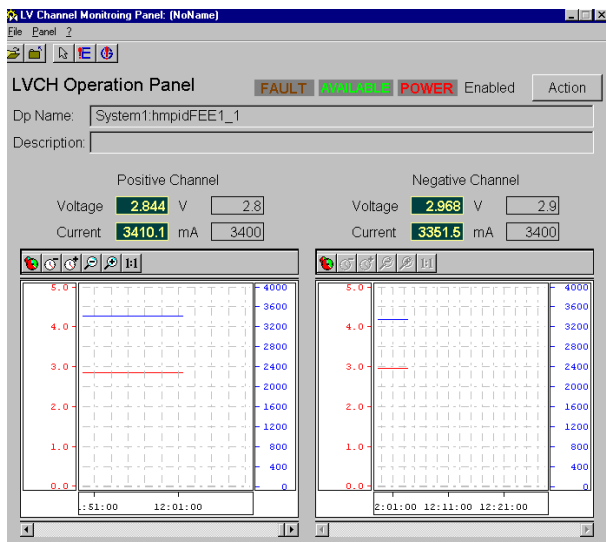 LV Channel Monitroing Panel: (NoName)
File Panel ?
LVCH Operation Panel FAULT AVAILABLE POWER Enabled Action
Dp Name: System1:hmpidFEE1_1
Description:
Positive Channel Negative Channel
Voltage 2.844 V 2.8 Voltage 2.968 V 2.9
Current 3410.1 mA 3400 Current 3351.5 mA 3400
1:1 1:1
5.0 4000 5.0 4000
3600 3600
4.0 3200 4.0 3200
2800 2800
3.0 2400 3.0 2400
2000 2000
2.0 1600 2.0 1600
1200 1200
1.0 800 1.0 800
400 400
0.0 0 0.0 0
:51:00 12:01:00 2:01:00 12:11:00 12:21:00